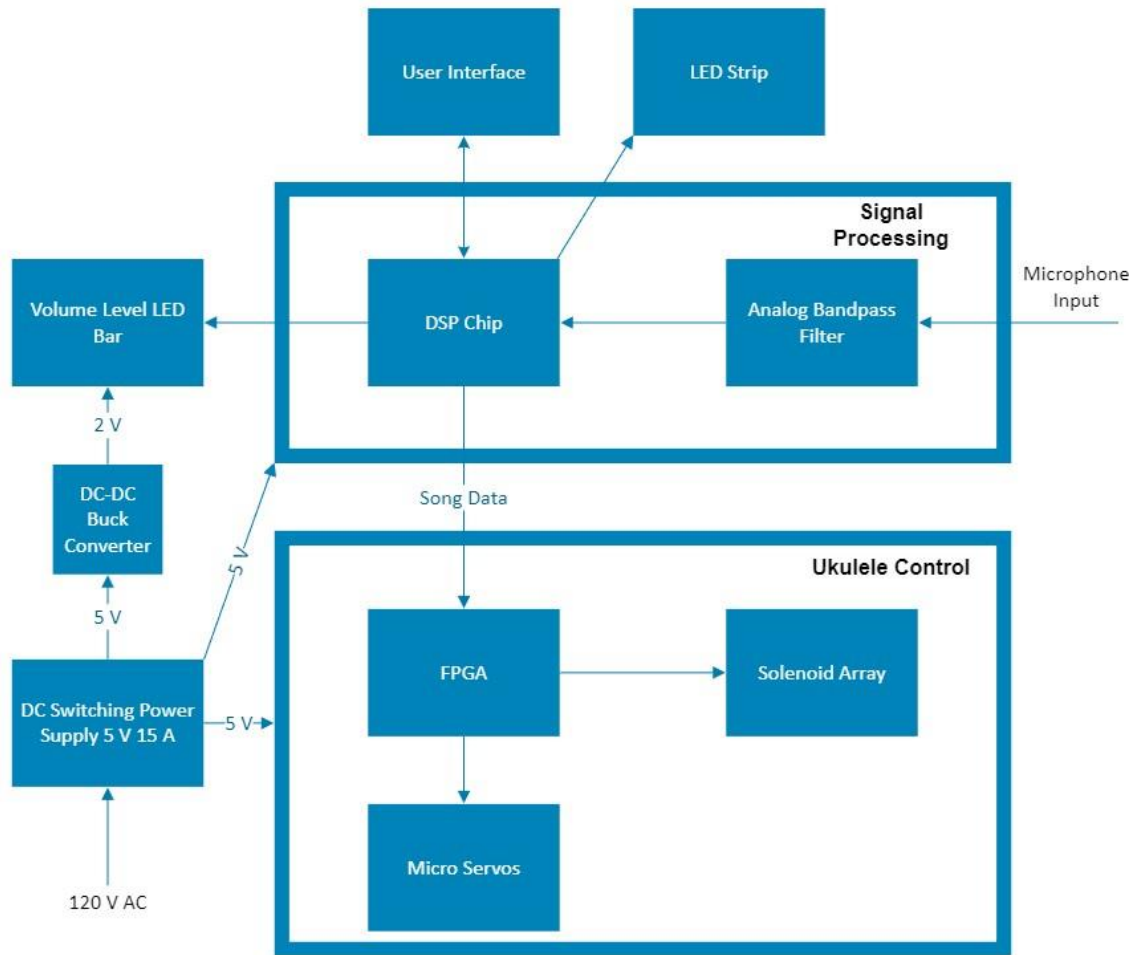 User Interface
LED Strip
Signal
Processing
Microphone
Input
Volume Level LED
Bar
DSP Chip
Analog Bandpass
Filter
2 V
DC-DC
Buck
Converter
Song Data
5 V
5 V
Ukulele Control
FPGA
Solenoid Array
DC Switching Power
Supply 5 V 15 A
5 V
Micro Servos
120 V AC